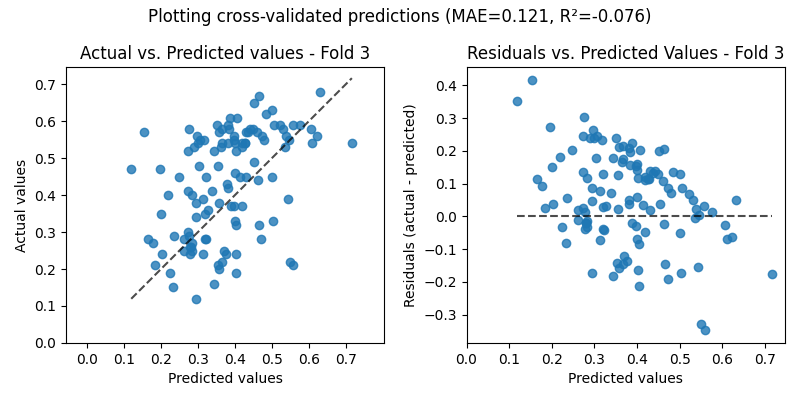 Plotting cross-validated predictions (MAE=0.121, R²=-0.076)
Actual vs. Predicted values - Fold 3
Actual values
0.7
0.6
0.5
0.4
0.3
0.2
0.1
0.0
0.0 0.1 0.2 0.3 0.4 0.5 0.6 0.7
Predicted values
Residuals vs. Predicted Values - Fold 3
Residuals (actual - predicted)
0.4
0.3
0.2
0.1
0.0
−0.1
−0.2
−0.3
0.0 0.1 0.2 0.3 0.4 0.5 0.6 0.7
Predicted values